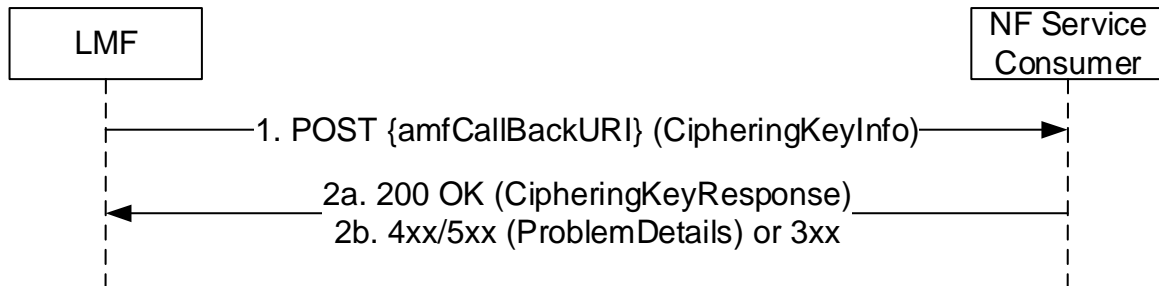 LMF
NF Service
Consumer
1. POST {amfCallBackURI} (CipheringKeyInfo)
2a. 200 OK (CipheringKeyResponse)
2b. 4xx/5xx (ProblemDetails) or 3xx